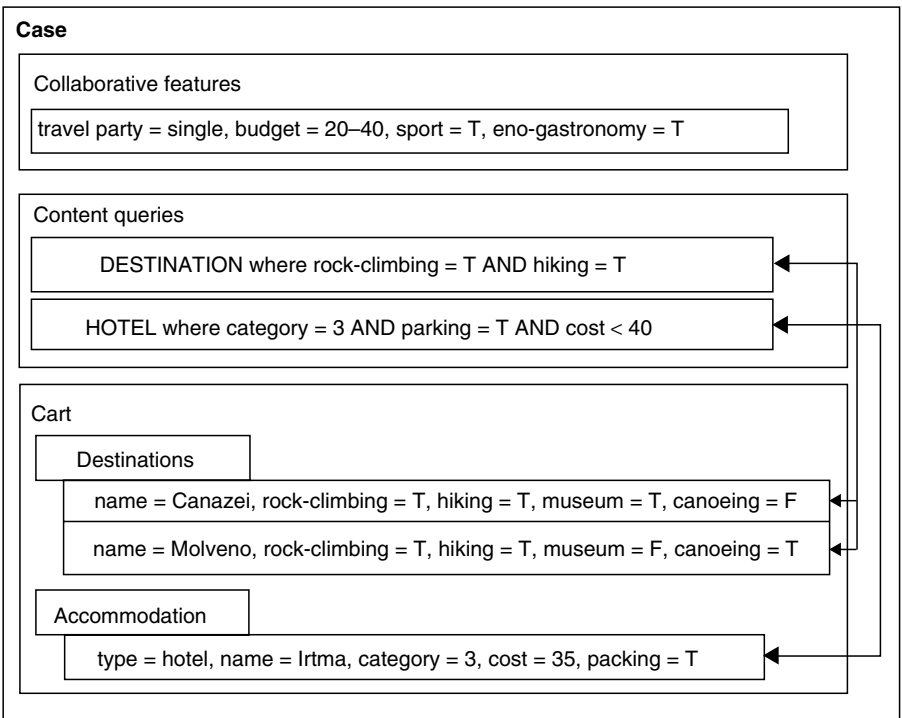 Case
Collaborative features
travel party = single, budget = 20–40, sport = T, eno-gastronomy = T
Content queries
DESTINATION where rock-climbing = T AND hiking = T
HOTEL where category = 3 AND parking = T AND cost < 40
Cart
Destinations
name = Canazei, rock-climbing = T, hiking = T, museum = T, canoeing = F
name = Molveno, rock-climbing = T, hiking = T, museum = F, canoeing = T
Accommodation
type = hotel, name = Irtma, category = 3, cost = 35, packing = T